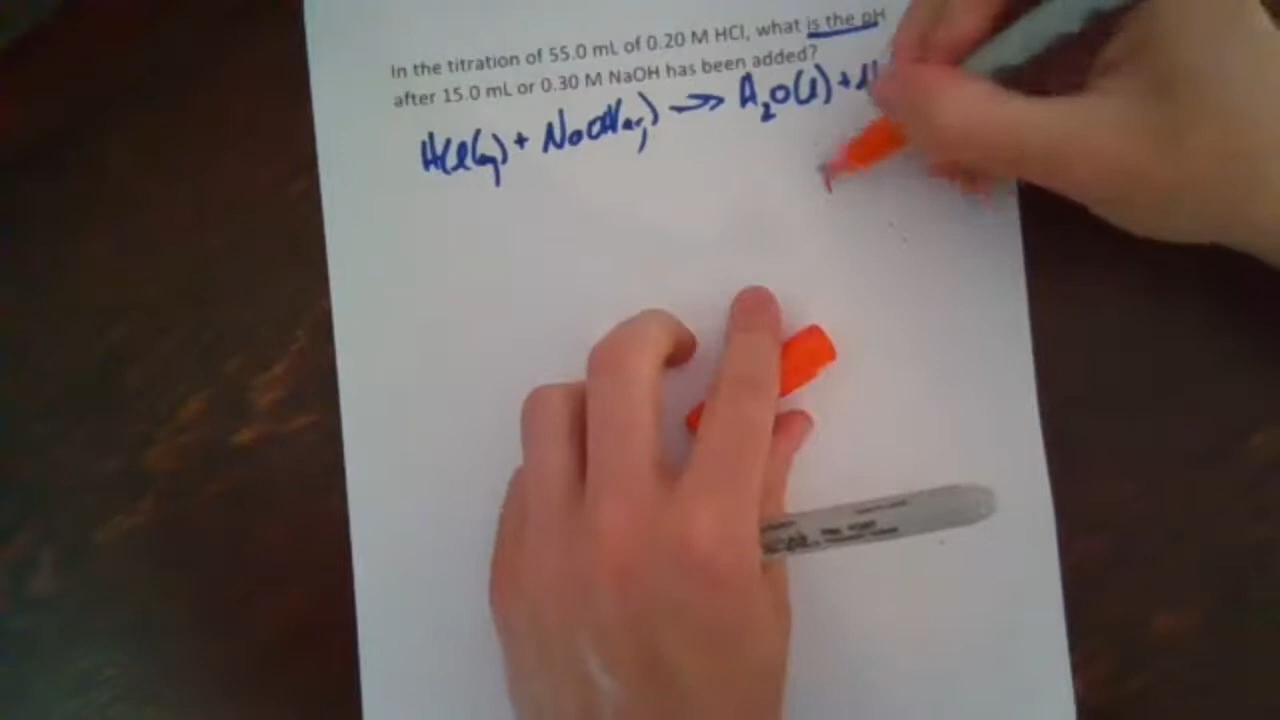 In the titration of 55.0 mL of 0.20 M HCl, what is the pH
after 15.0 mL or 0.30 M NaOH has been added?
HCl(aq) + NaOH(aq) → H2O(l) +